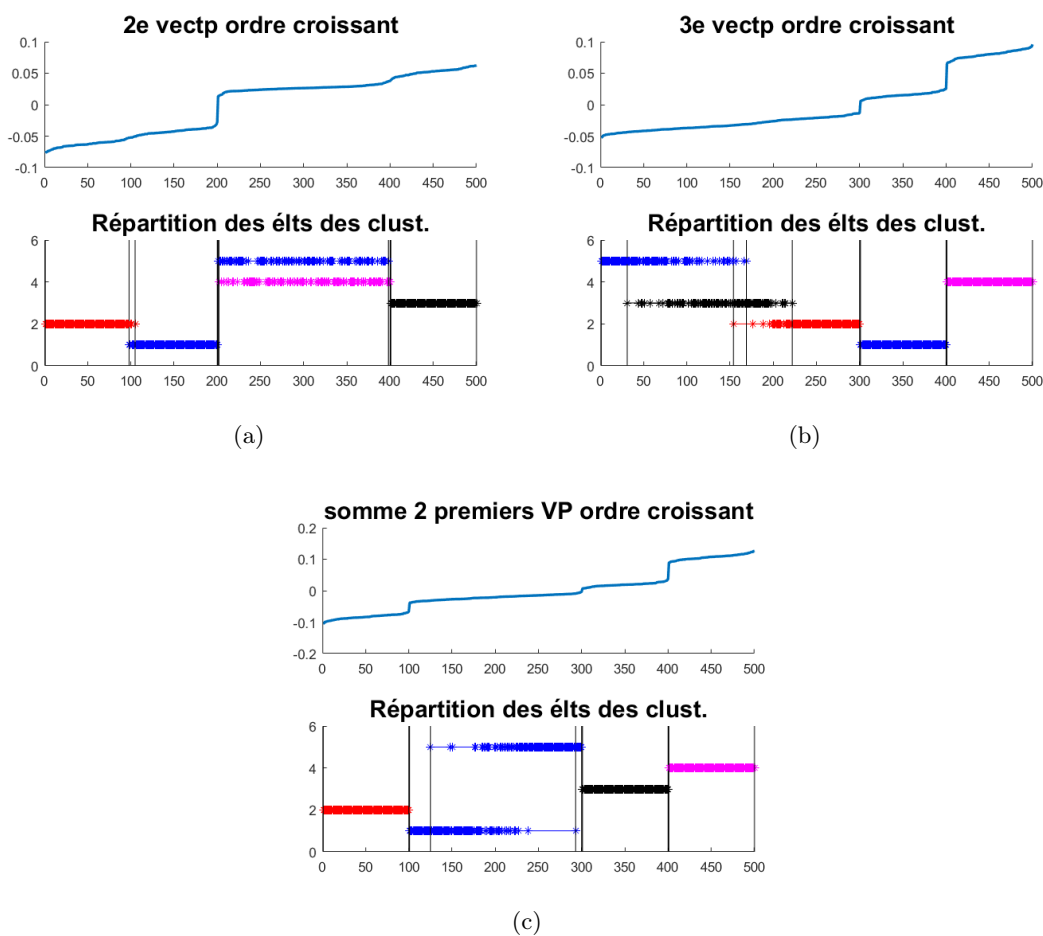 2e vectp ordre croissant
0.1
0.05
0
-0.05
-0.1
0 50 100 150 200 250 300 350 400 450 500
Répartition des élts des clust.
6
4
2
0
0 50 100 150 200 250 300 350 400 450 500
(a)
3e vectp ordre croissant
0.1
0.05
0
-0.05
-0.1
0 50 100 150 200 250 300 350 400 450 500
Répartition des élts des clust.
6
4
2
0
0 50 100 150 200 250 300 350 400 450 500
(b)
somme 2 premiers VP ordre croissant
0.2
0.1
0
-0.1
-0.2
0 50 100 150 200 250 300 350 400 450 500
Répartition des élts des clust.
6
4
2
0
0 50 100 150 200 250 300 350 400 450 500
(c)